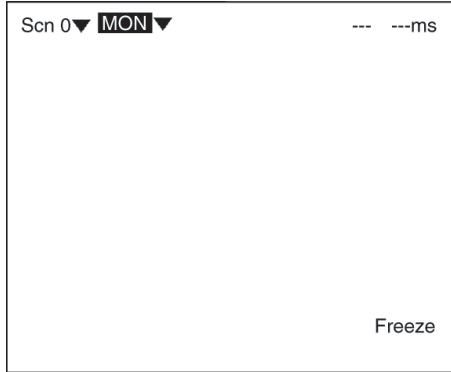 Scn 0▼ MON ▼ --- ---ms
Freeze